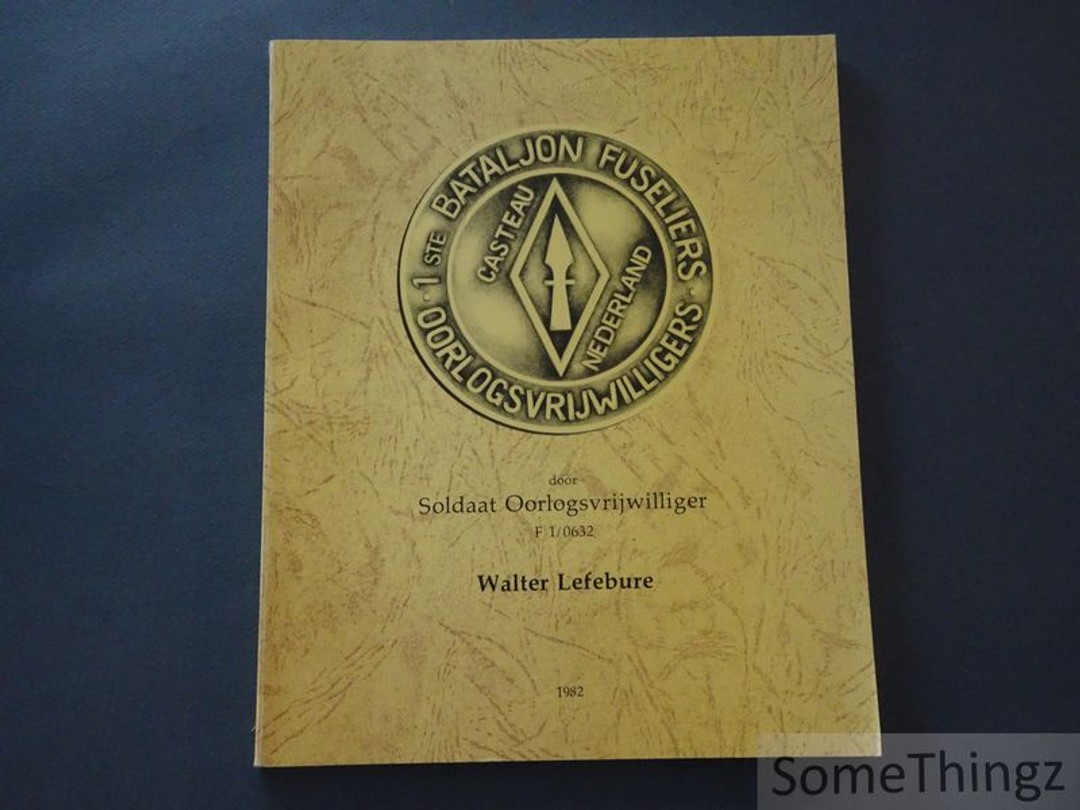 1 STE BATALJON FUSELIERS
OORLOGSVRIJWILLIGERS
CASTEAU
NEDERLAND
door
Soldaat Oorlogsvrijwilliger
F 1/0632
Walter Lefebure
1982
SomeThingz